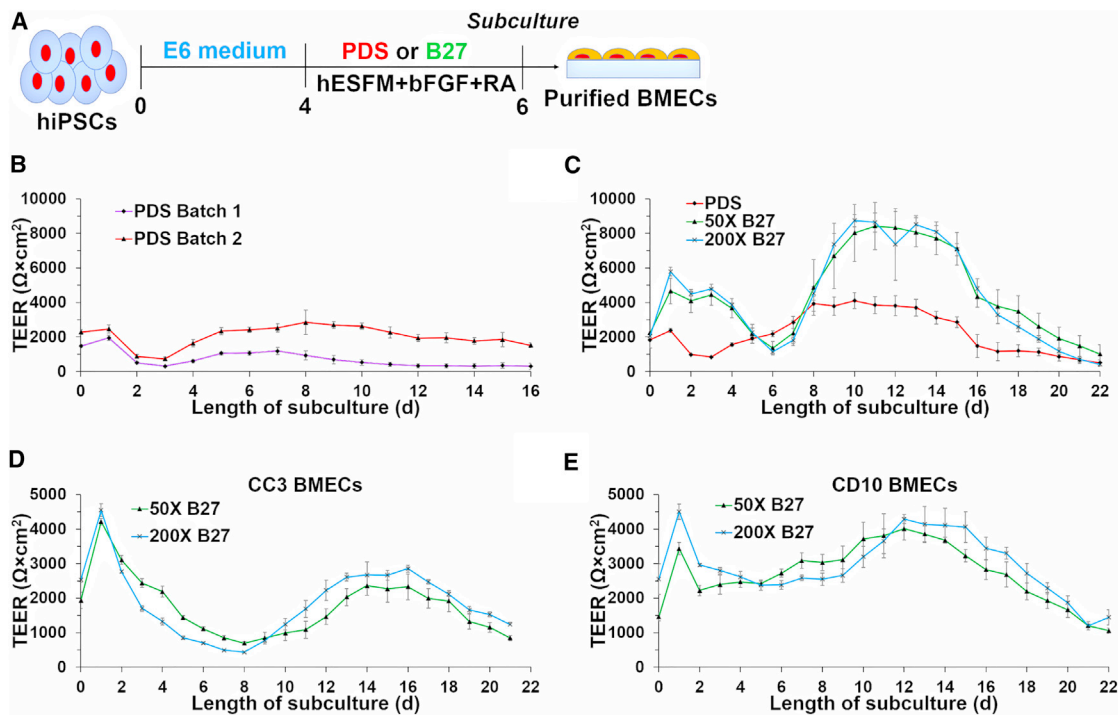 A
Subculture
E6 medium
PDS or B27
hESFM+bFGF+RA
0
4
6
hiPSCs
Purified BMECs
B
10000
8000
6000
4000
2000
0
TEER (Ω×cm²)
PDS Batch 1
PDS Batch 2
0 2 4 6 8 10 12 14 16
Length of subculture (d)
C
10000
8000
6000
4000
2000
0
TEER (Ω×cm²)
PDS
50X B27
200X B27
0 2 4 6 8 10 12 14 16 18 20 22
Length of subculture (d)
D
CC3 BMECs
5000
4000
3000
2000
1000
0
TEER (Ω×cm²)
50X B27
200X B27
0 2 4 6 8 10 12 14 16 18 20 22
Length of subculture (d)
E
CD10 BMECs
5000
4000
3000
2000
1000
0
TEER (Ω×cm²)
50X B27
200X B27
0 2 4 6 8 10 12 14 16 18 20 22
Length of subculture (d)